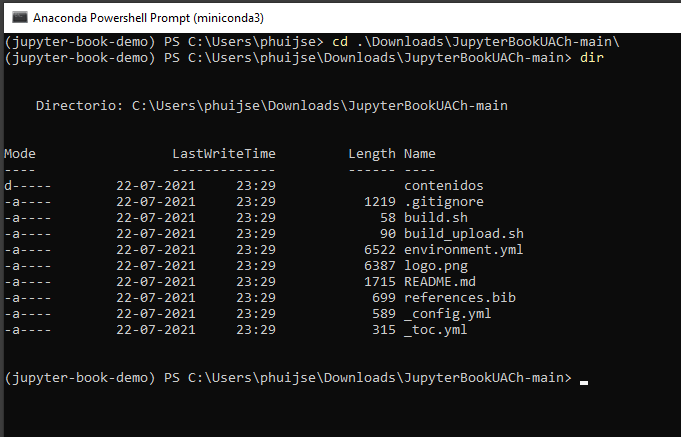 Anaconda Powershell Prompt (miniconda3)
(jupyter-book-demo) PS C:\Users\phuijse> cd .\Downloads\JupyterBookUACh-main\
(jupyter-book-demo) PS C:\Users\phuijse\Downloads\JupyterBookUACh-main> dir
Directorio: C:\Users\phuijse\Downloads\JupyterBookUACh-main
Mode LastWriteTime Length Name
---- ------------- ------ ----
d----- 22-07-2021 23:29 contenidos
-a---- 22-07-2021 23:29 1219 .gitignore
-a---- 22-07-2021 23:29 58 build.sh
-a---- 22-07-2021 23:29 90 build_upload.sh
-a---- 22-07-2021 23:29 6522 environment.yml
-a---- 22-07-2021 23:29 6387 logo.png
-a---- 22-07-2021 23:29 1715 README.md
-a---- 22-07-2021 23:29 699 references.bib
-a---- 22-07-2021 23:29 589 _config.yml
-a---- 22-07-2021 23:29 315 _toc.yml
(jupyter-book-demo) PS C:\Users\phuijse\Downloads\JupyterBookUACh-main>